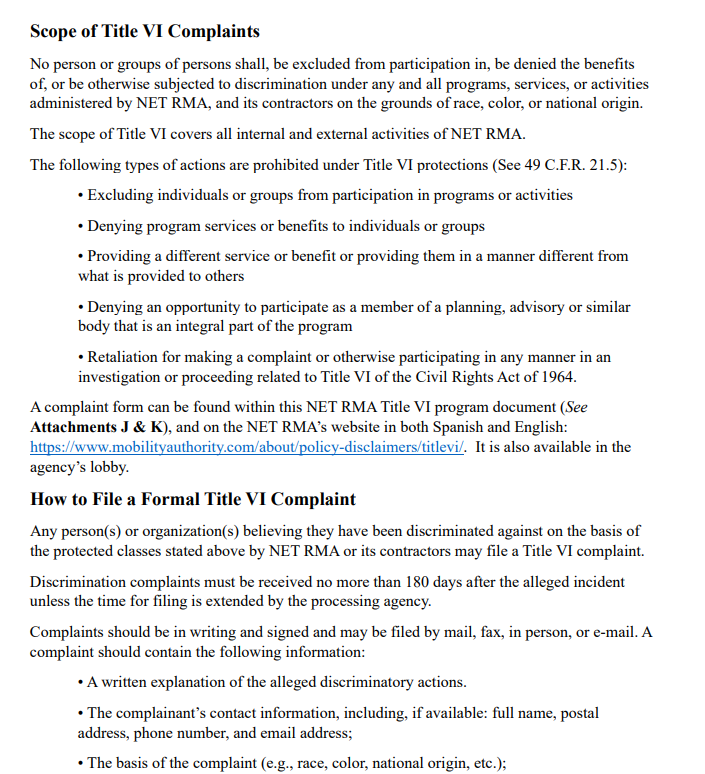 Scope of Title VI Complaints
No person or groups of persons shall, be excluded from participation in, be denied the benefits
of, or be otherwise subjected to discrimination under any and all programs, services, or activities
administered by NET RMA, and its contractors on the grounds of race, color, or national origin.
The scope of Title VI covers all internal and external activities of NET RMA.
The following types of actions are prohibited under Title VI protections (See 49 C.F.R. 21.5):
• Excluding individuals or groups from participation in programs or activities
• Denying program services or benefits to individuals or groups
• Providing a different service or benefit or providing them in a manner different from
what is provided to others
• Denying an opportunity to participate as a member of a planning, advisory or similar
body that is an integral part of the program
• Retaliation for making a complaint or otherwise participating in any manner in an
investigation or proceeding related to Title VI of the Civil Rights Act of 1964.
A complaint form can be found within this NET RMA Title VI program document (See
Attachments J & K), and on the NET RMA’s website in both Spanish and English:
https://www.mobilityauthority.com/about/policy-disclaimers/titlevi/. It is also available in the
agency’s lobby.
How to File a Formal Title VI Complaint
Any person(s) or organization(s) believing they have been discriminated against on the basis of
the protected classes stated above by NET RMA or its contractors may file a Title VI complaint.
Discrimination complaints must be received no more than 180 days after the alleged incident
unless the time for filing is extended by the processing agency.
Complaints should be in writing and signed and may be filed by mail, fax, in person, or e-mail. A
complaint should contain the following information:
• A written explanation of the alleged discriminatory actions.
• The complainant’s contact information, including, if available: full name, postal
address, phone number, and email address;
• The basis of the complaint (e.g., race, color, national origin, etc.);